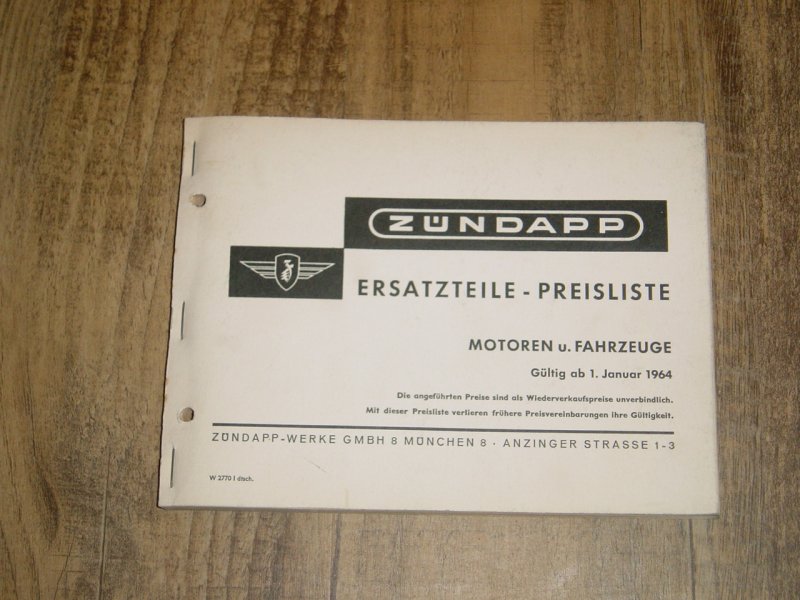 ZÜNDAPP
ERSATZTEILE - PREISLISTE
MOTOREN u. FAHRZEUGE
Gültig ab 1. Januar 1964
Die angeführten Preise sind als Wiederverkaufspreise unverbindlich.
Mit dieser Preisliste verlieren frühere Preisvereinbarungen ihre Gültigkeit.
ZÜNDAPP-WERKE GMBH 8 MÜNCHEN 8 · ANZINGER STRASSE 1-3
W 2770 I dtsch.